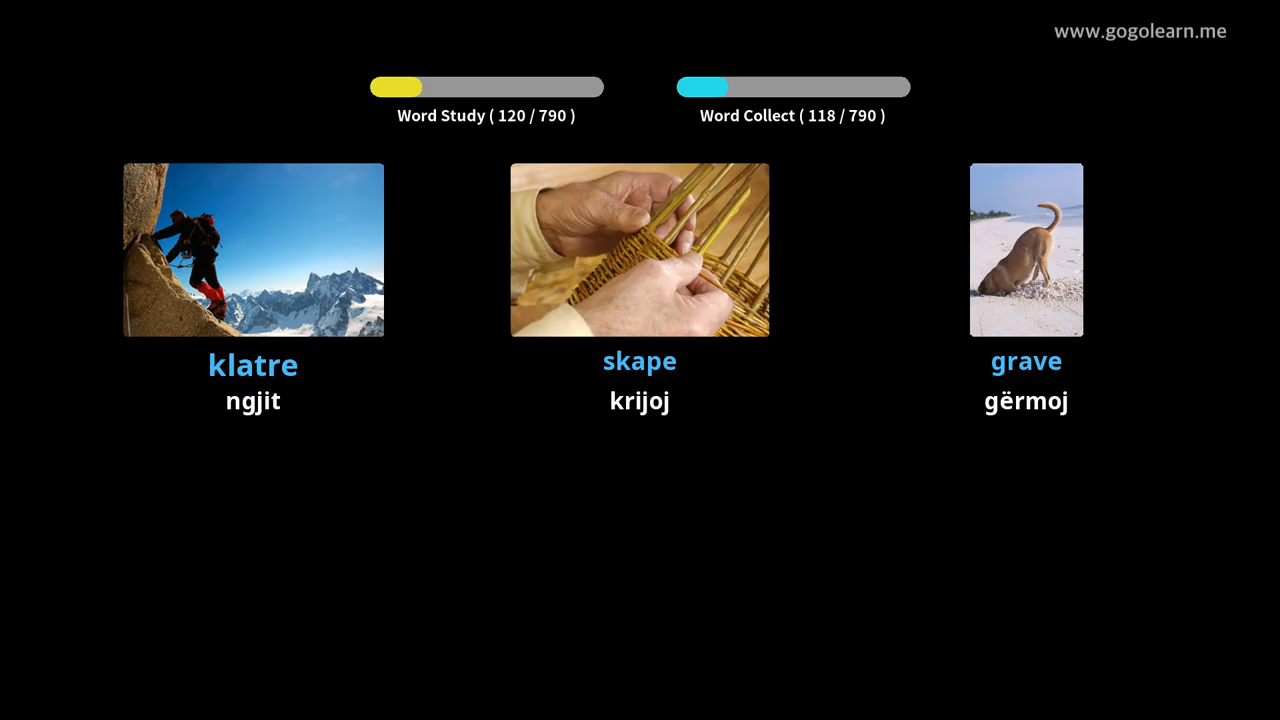 www.gogolearn.me
Word Study ( 120 / 790 )
Word Collect ( 118 / 790 )
klatre
skape
grave
ngjit
krijoj
gërmoj